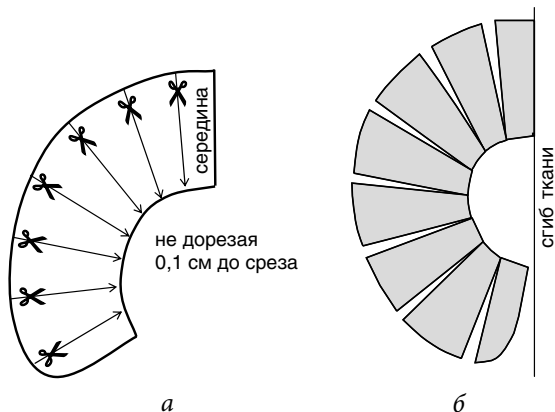 середина
не дорезая
0,1 см до среза
сгиб ткани
а
б